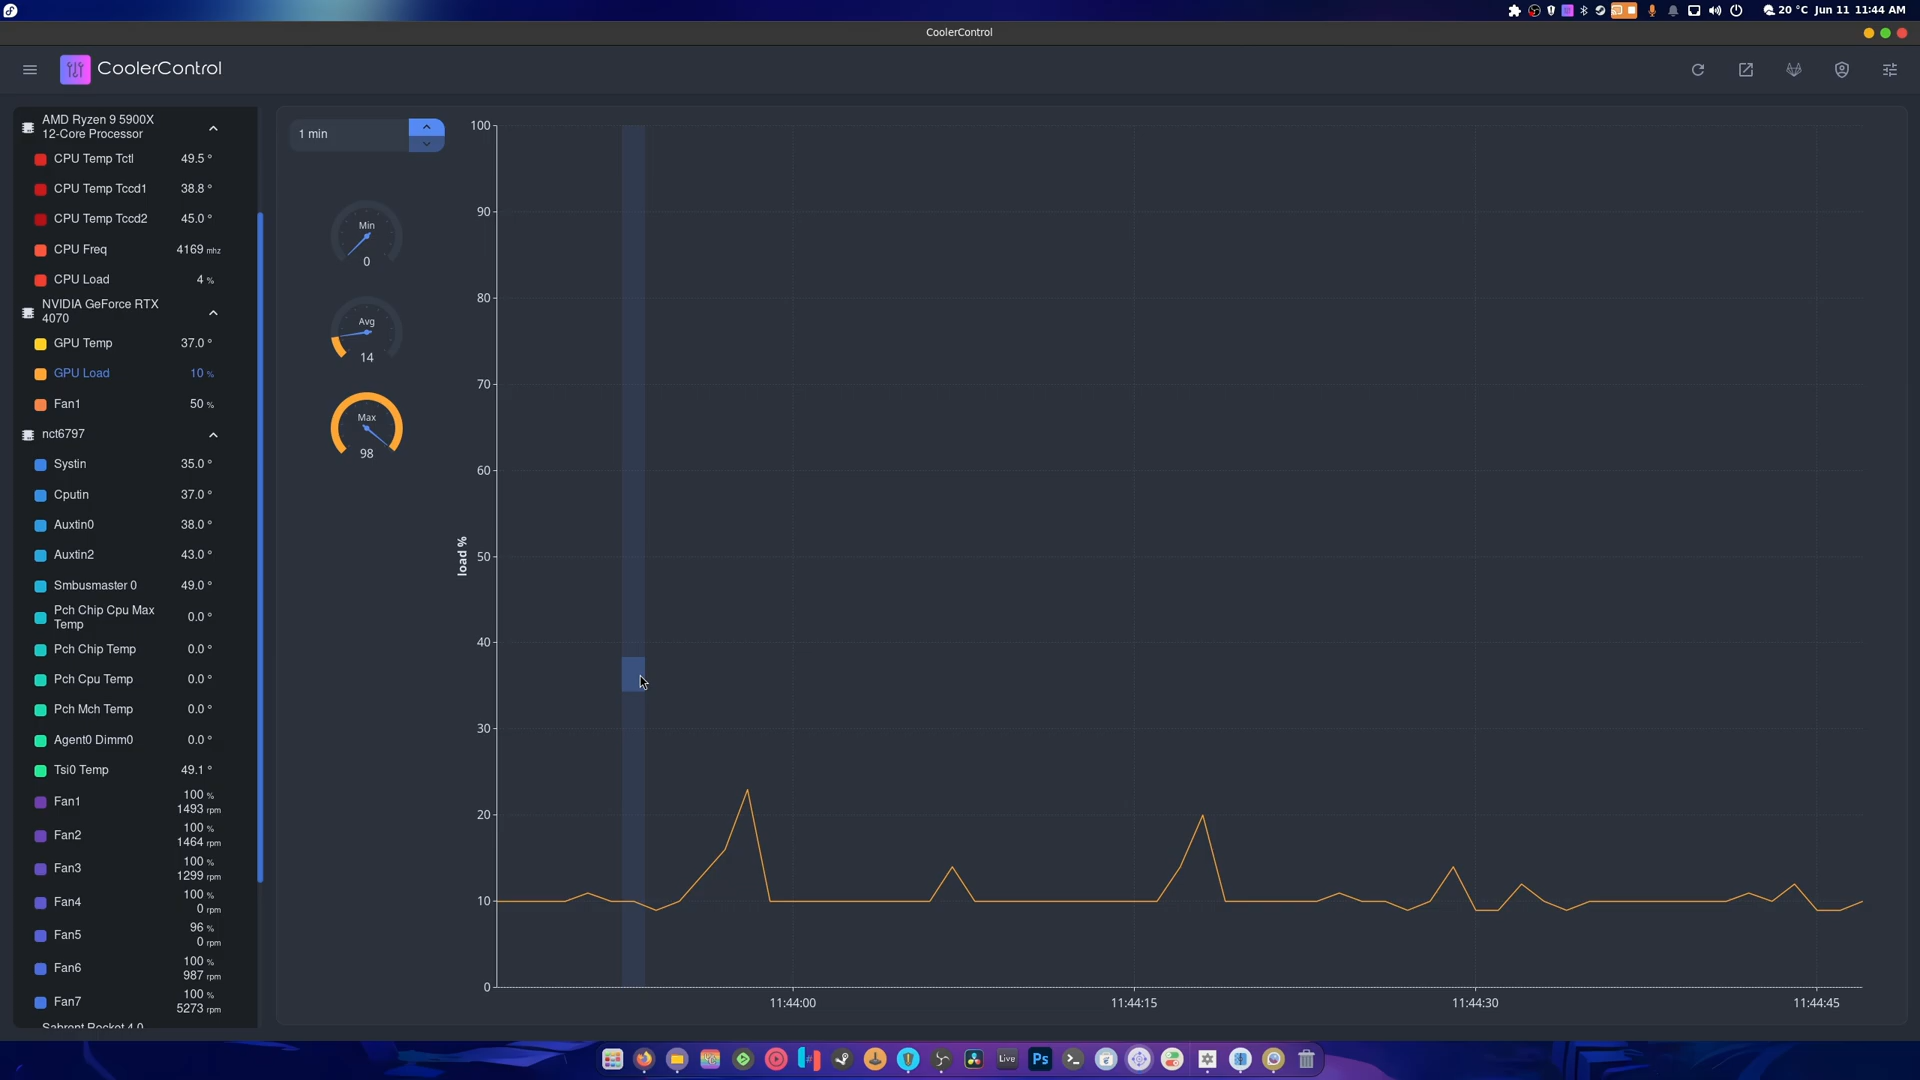 20 °C Jun 11 11:44 AM
CoolerControl
CoolerControl
AMD Ryzen 9 5900X
12-Core Processor
CPU Temp Tctl 49.5 °
CPU Temp Tccd1 38.8 °
CPU Temp Tccd2 45.0 °
CPU Freq 4169 mhz
CPU Load 4 %
NVIDIA GeForce RTX
4070
GPU Temp 37.0 °
GPU Load 10 %
Fan1 50 %
nct6797
Systin 35.0 °
Cputin 37.0 °
Auxtin0 38.0 °
Auxtin2 43.0 °
Smbusmaster 0 49.0 °
Pch Chip Cpu Max
Temp 0.0 °
Pch Chip Temp 0.0 °
Pch Cpu Temp 0.0 °
Pch Mch Temp 0.0 °
Agent0 Dimm0 0.0 °
Tsi0 Temp 49.1 °
Fan1 100 %
1493 rpm
Fan2 100 %
1464 rpm
Fan3 100 %
1299 rpm
Fan4 100 %
0 rpm
Fan5 96 %
0 rpm
Fan6 100 %
987 rpm
Fan7 100 %
5273 rpm
Sabrent Rocket 4.0
1 min
Min
0
Avg
14
Max
98
load %
100
90
80
70
60
50
40
30
20
10
0
11:44:00 11:44:15 11:44:30 11:44:45
Live
Ps